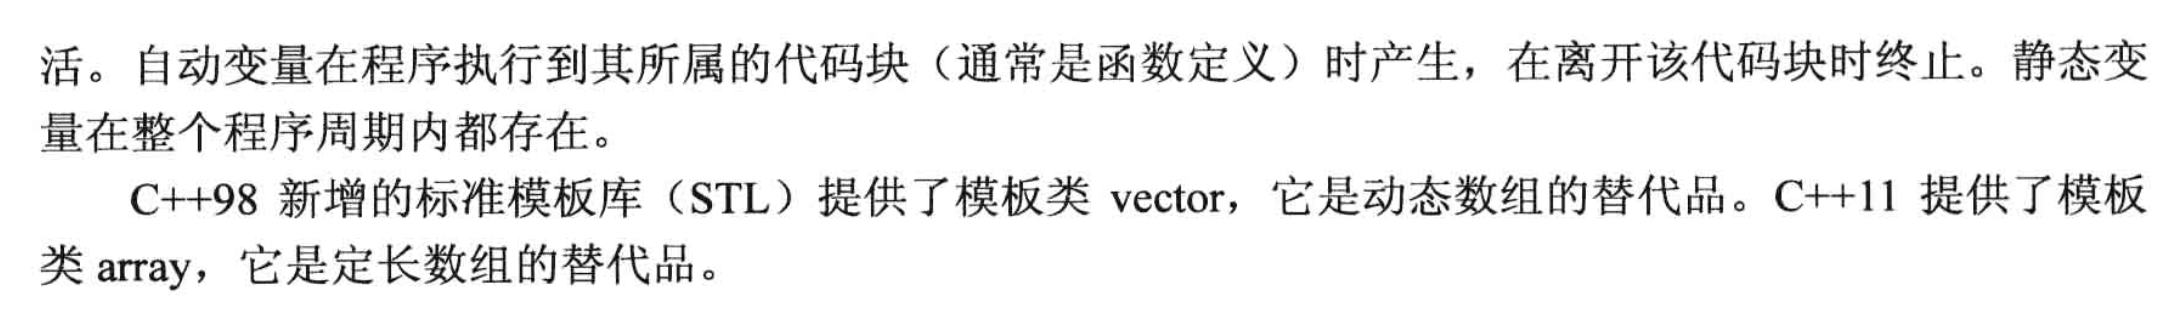 活。自动变量在程序执行到其所属的代码块（通常是函数定义）时产生，在离开该代码块时终止。静态变
量在整个程序周期内都存在。
C++98 新增的标准模板库（STL）提供了模板类 vector，它是动态数组的替代品。C++11 提供了模板
类 array，它是定长数组的替代品。